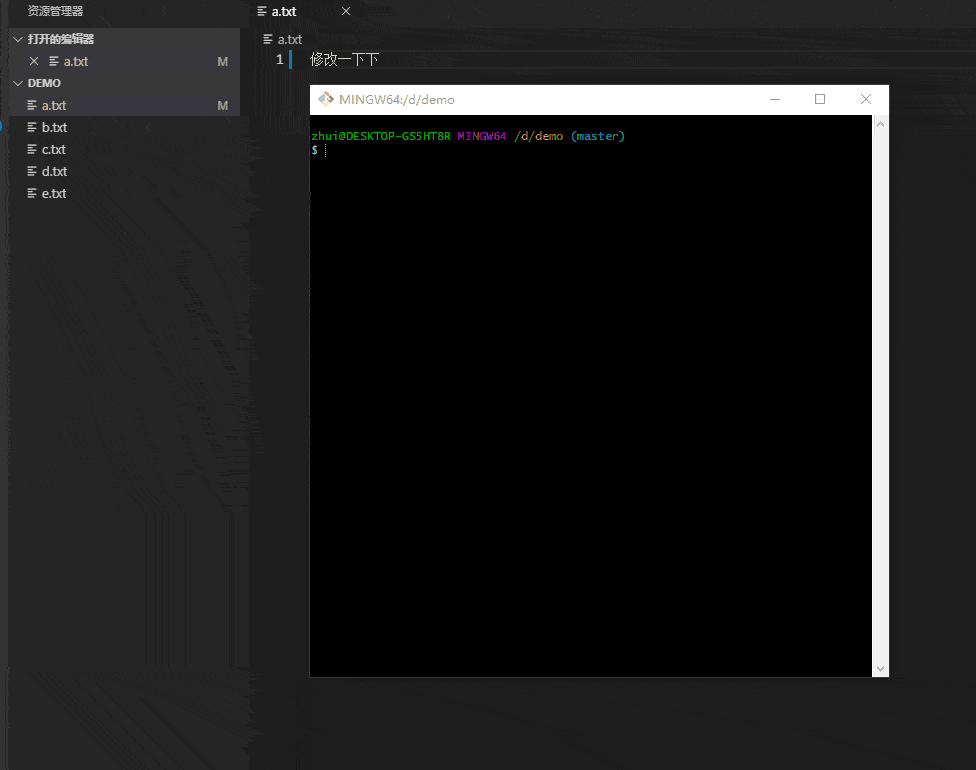 资源管理器
打开的编辑器
a.txt M
DEMO
a.txt M
b.txt
c.txt
d.txt
e.txt
a.txt
a.txt
1 修改一下下
MINGW64:/d/demo
zhui@DESKTOP-GS5HT8R MINGW64 /d/demo (master)
$